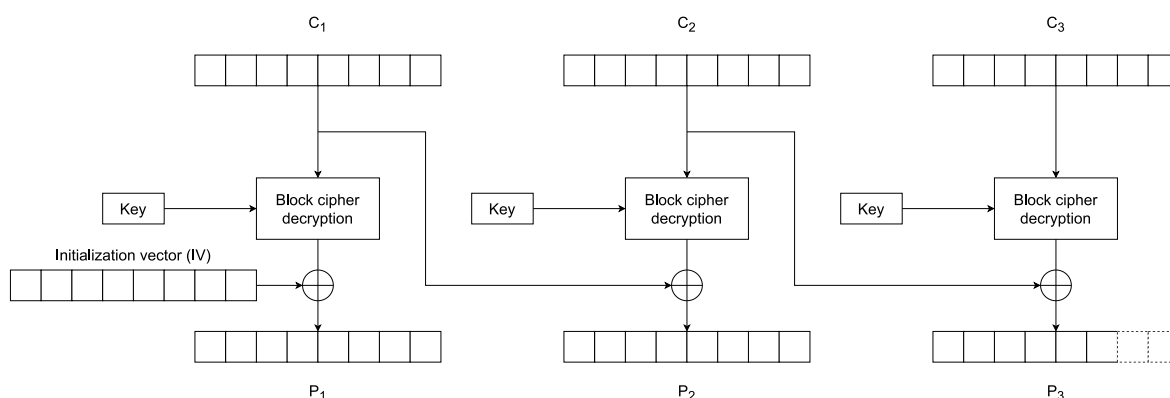 C1
C2
C3
Key
Block cipher
decryption
Key
Block cipher
decryption
Key
Block cipher
decryption
Initialization vector (IV)
P1
P2
P3